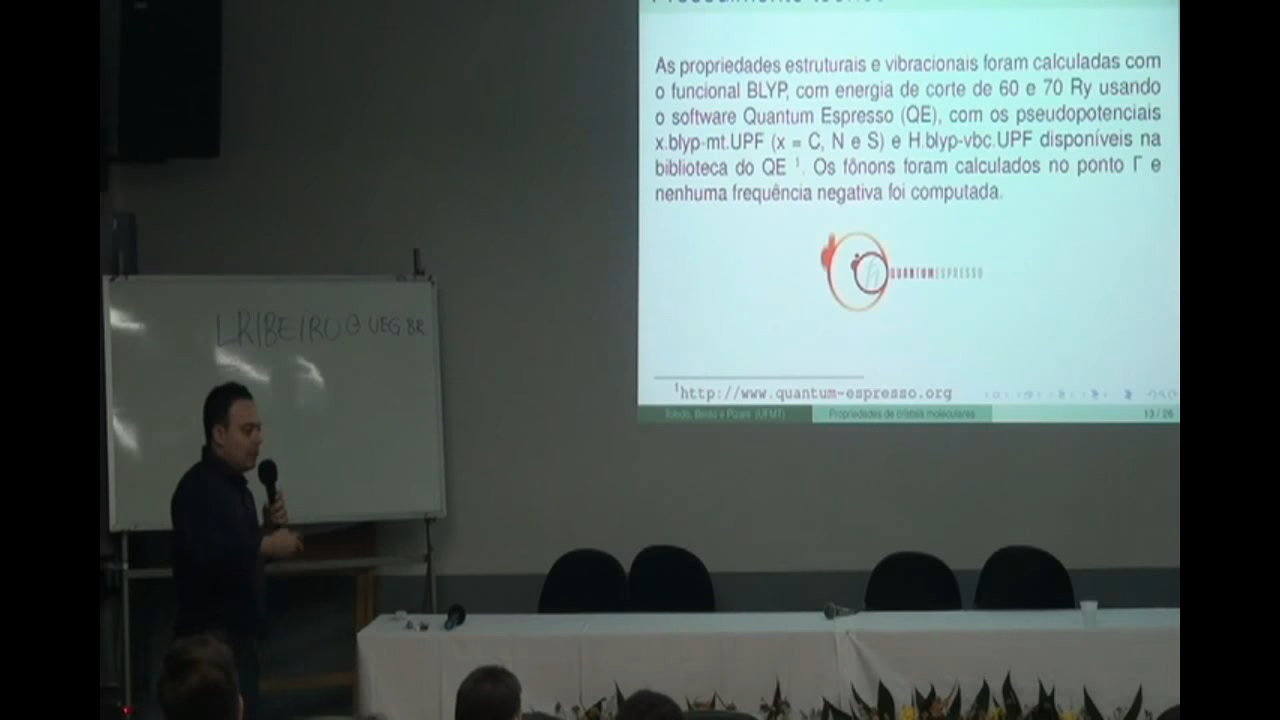 As propriedades estruturais e vibracionais foram calculadas com
o funcional BLYP, com energia de corte de 60 e 70 Ry usando
o software Quantum Espresso (QE), com os pseudopotenciais
x.blyp-mt.UPF (x = C, N e S) e H.blyp-vbc.UPF disponíveis na
biblioteca do QE 1. Os fônons foram calculados no ponto Γ e
nenhuma frequência negativa foi computada.
QUANTUMESPRESSO
1http://www.quantum-espresso.org
(UFMT) Propriedades de cristais moleculares 13 / 26
LRIBEIRO@UEG.BR